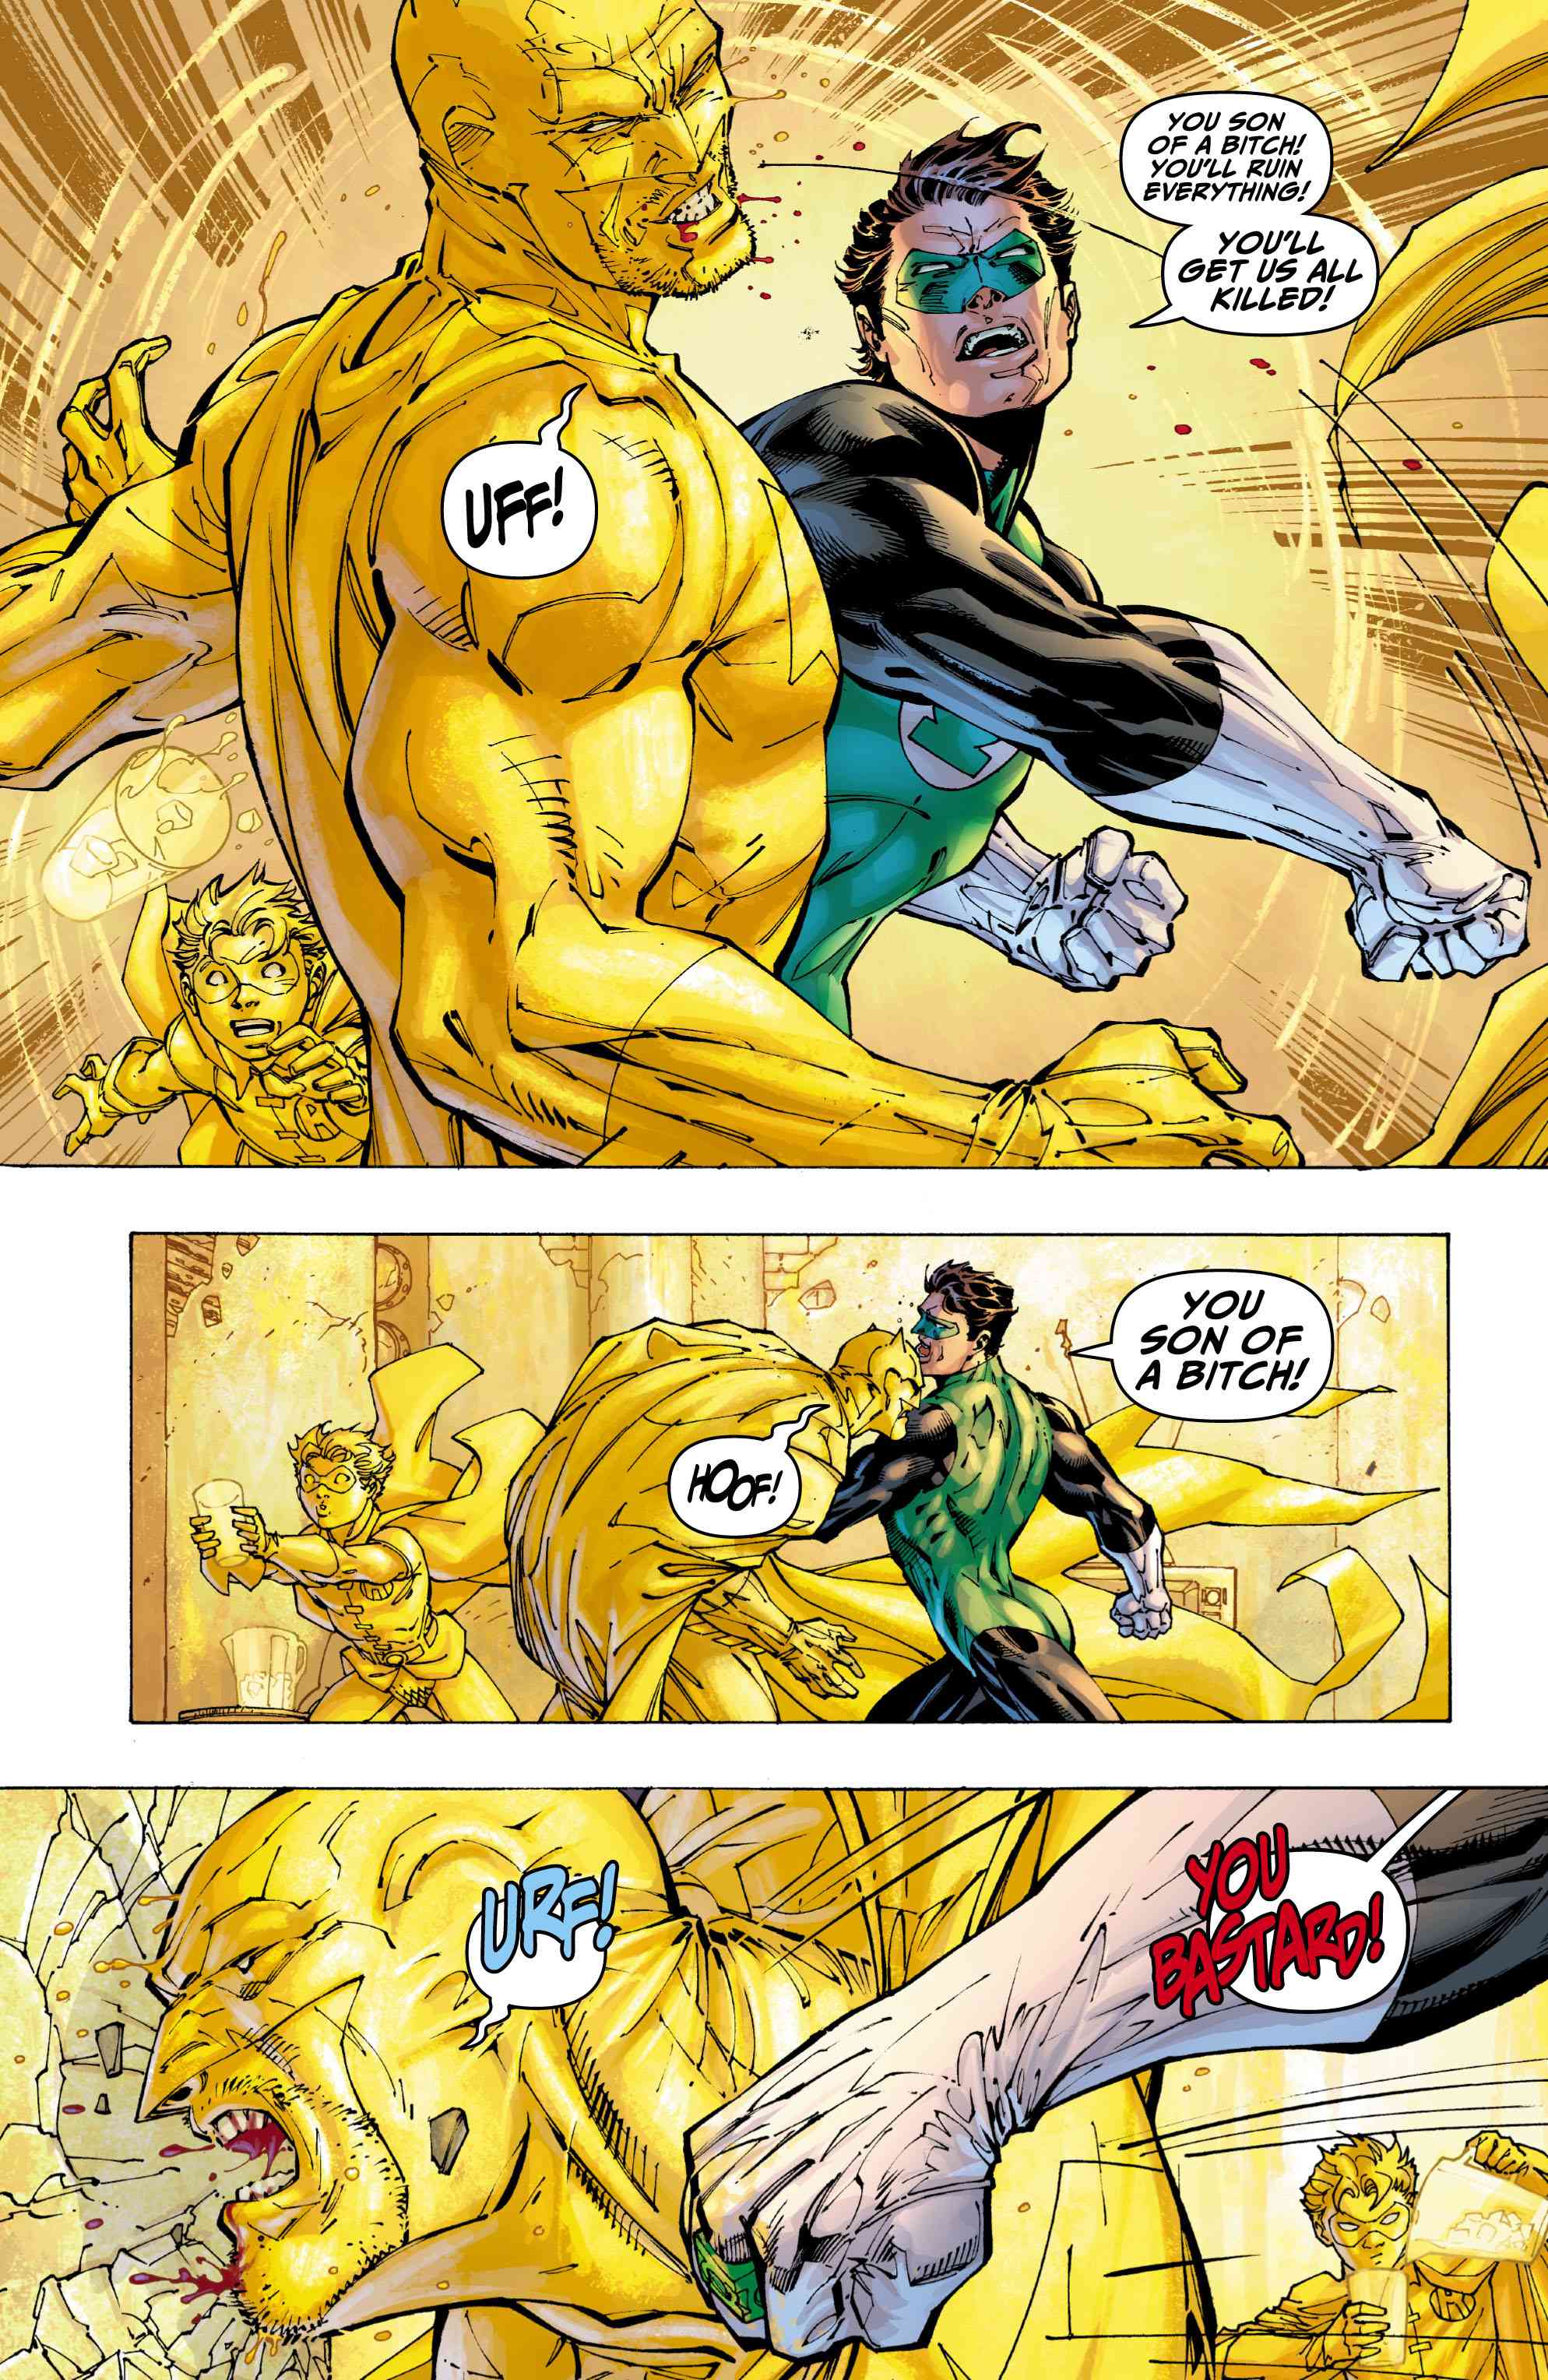 YOU SON
OF A BITCH!
YOU'LL RUIN
EVERYTHING!
YOU'LL
GET US ALL
KILLED!
UFF!
R
YOU
SON OF
A BITCH!
HOOF!
R
URF!
YOU
BASTARD!
R